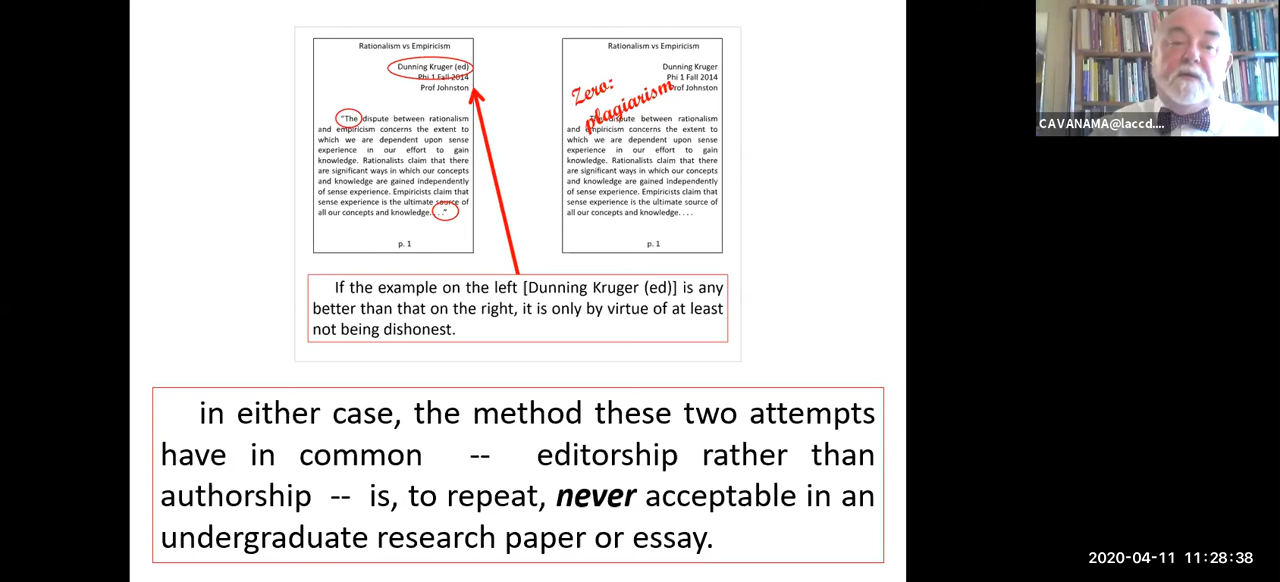 Rationalism vs Empiricism
Dunning Kruger (ed)
Phi 1 Fall 2014
Prof Johnston
"The dispute between rationalism
and empiricism concerns the extent to
which we are dependent upon sense
experience in our effort to gain
knowledge. Rationalists claim that there
are significant ways in which our concepts
and knowledge are gained independently
of sense experience. Empiricists claim that
sense experience is the ultimate source of
all our concepts and knowledge. . ."
p. 1
Rationalism vs Empiricism
Dunning Kruger
Phi 1 Fall 2014
Prof Johnston
Zero:
plagiarism
dispute between rationalism
and empiricism concerns the extent to
which we are dependent upon sense
experience in our effort to gain
knowledge. Rationalists claim that there
are significant ways in which our concepts
and knowledge are gained independently
of sense experience. Empiricists claim that
sense experience is the ultimate source of
all our concepts and knowledge. . . .
p. 1
If the example on the left [Dunning Kruger (ed)] is any
better than that on the right, it is only by virtue of at least
not being dishonest.
in either case, the method these two attempts
have in common -- editorship rather than
authorship -- is, to repeat, never acceptable in an
undergraduate research paper or essay.
CAVANAMA@laccd....
2020-04-11 11:28:38